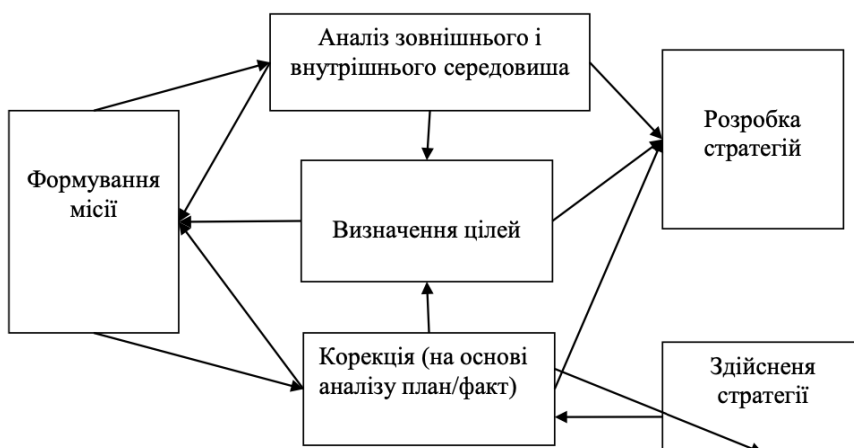 Аналіз зовнішнього і
внутрішнього середовиша
Розробка
стратегій
Формування
місії
Визначення цілей
Корекція (на основі
аналізу план/факт)
Здійсненя
стратегії